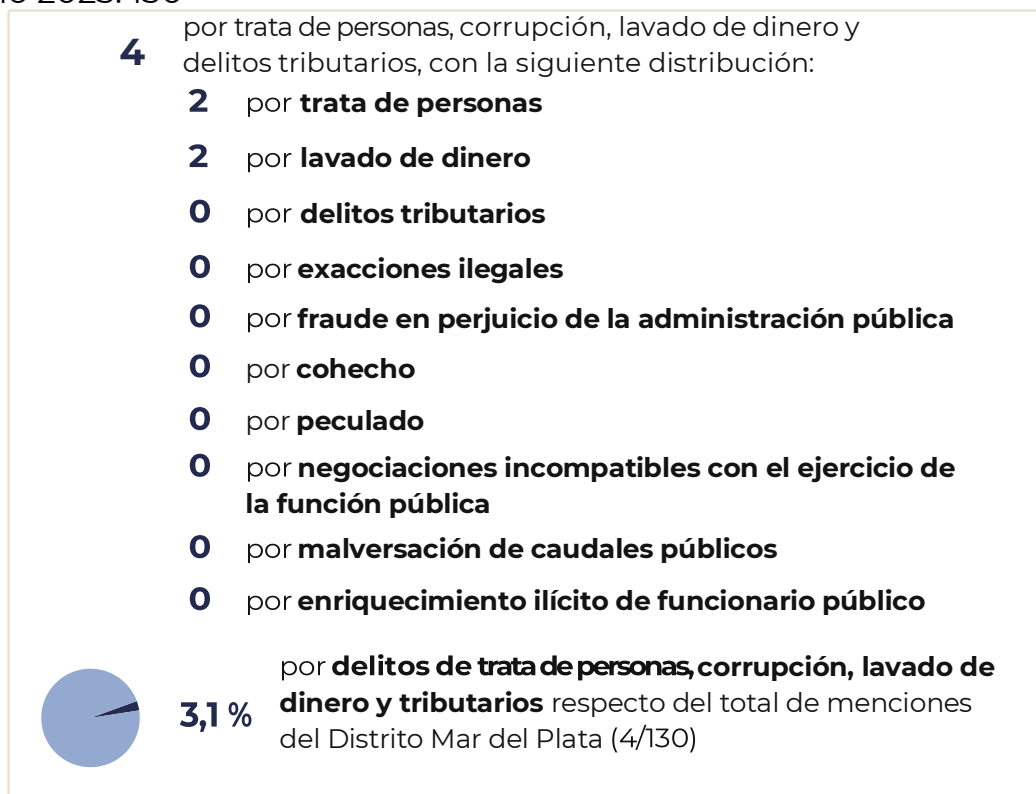 4 por trata de personas, corrupción, lavado de dinero y
delitos tributarios, con la siguiente distribución:
2 por trata de personas
2 por lavado de dinero
0 por delitos tributarios
0 por exacciones ilegales
0 por fraude en perjuicio de la administración pública
0 por cohecho
0 por peculado
0 por negociaciones incompatibles con el ejercicio de
la función pública
0 por malversación de caudales públicos
0 por enriquecimiento ilícito de funcionario público
por delitos de trata de personas, corrupción, lavado de
3,1 % dinero y tributarios respecto del total de menciones
del Distrito Mar del Plata (4/130)